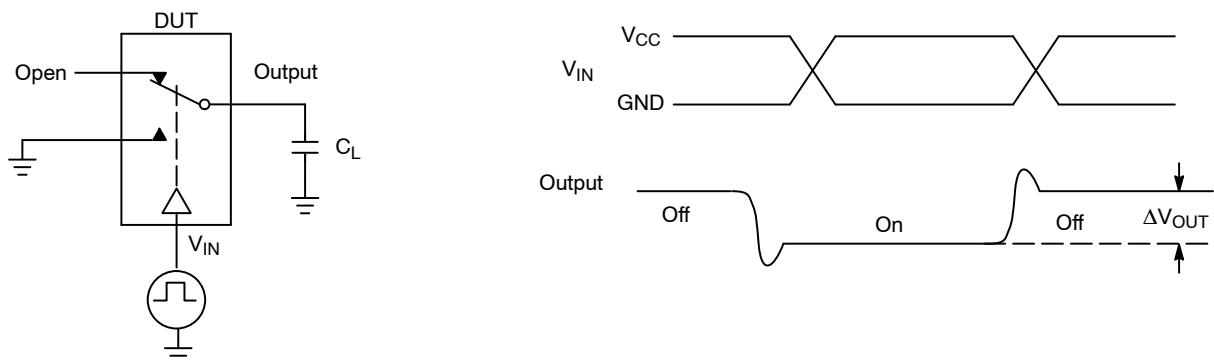 DUT
Open
Output
C_L
V_IN
V_CC
V_IN
GND
Output
Off
On
Off
ΔV_OUT